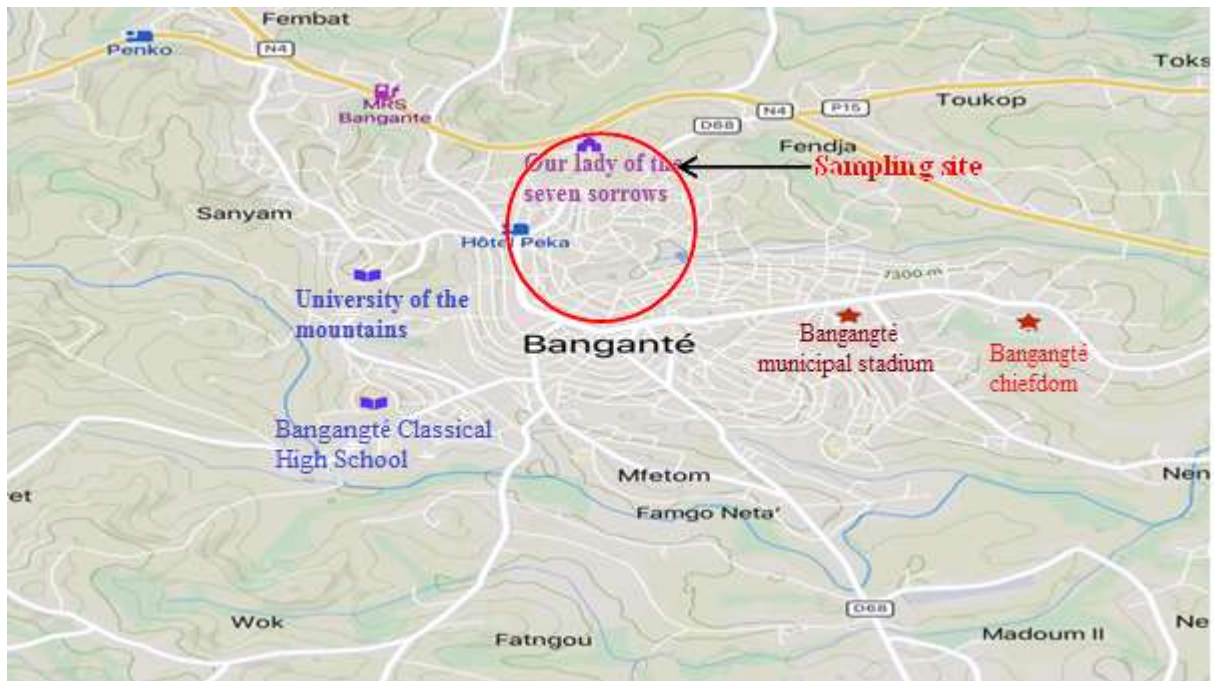 Fembat
Penko
N4
Toks
MRS
Bangante
Toukop
N4
P15
D68
Fendja
Our lady of the
seven sorrows
Sampling site
Sanyam
Hôtel Peka
7300 m
University of the
mountains
Banganté
Bangangté
municipal stadium
Bangangté
chiefdom
Bangangté Classical
High School
Mfetom
Nen
et
Famgo Neta'
D68
Wok
Fatngou
Madoum II
Ne